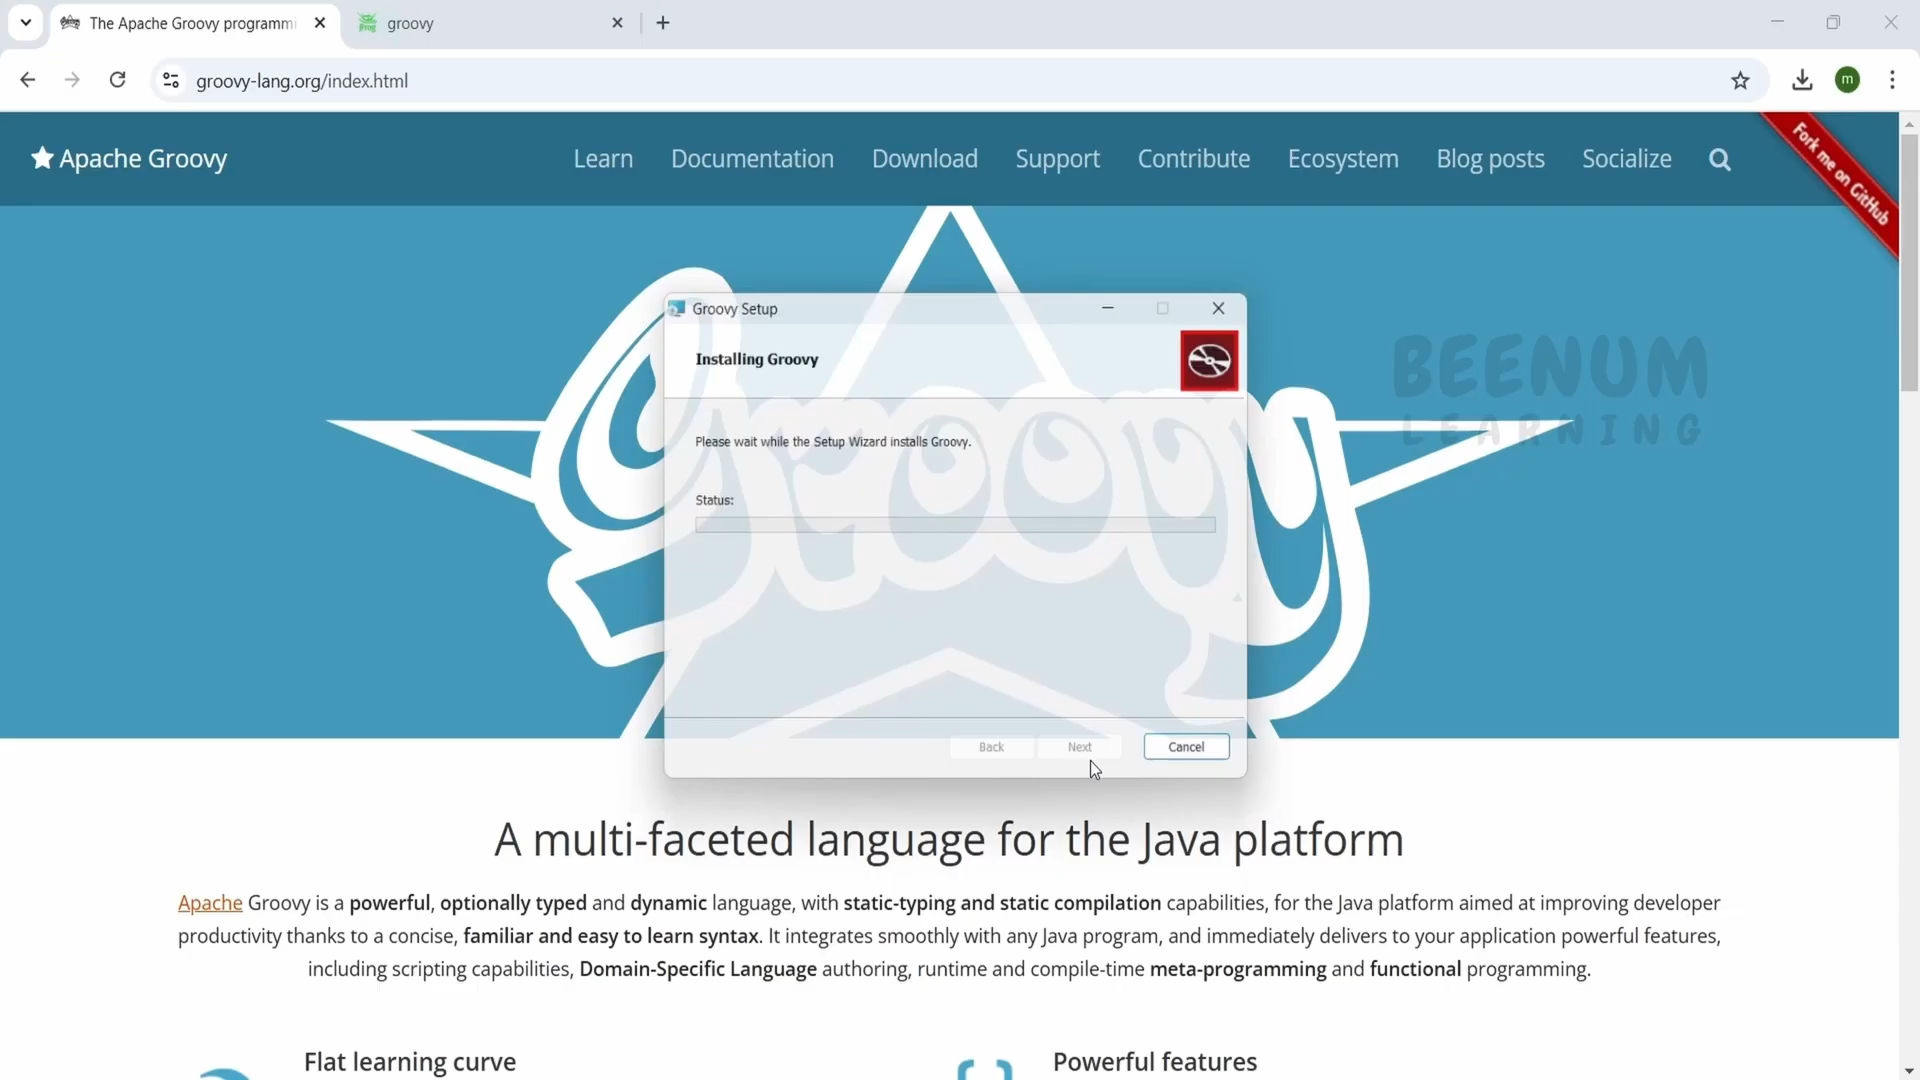 The Apache Groovy programmi
groovy
groovy-lang.org/index.html
m
Apache Groovy
Learn
Documentation
Download
Support
Contribute
Ecosystem
Blog posts
Socialize
Fork me on GitHub
Groovy Setup
Installing Groovy
BEENUM
LEARNING
Please wait while the Setup Wizard installs Groovy.
Status:
Groovy
Back
Next
Cancel
A multi-faceted language for the Java platform
Apache Groovy is a powerful, optionally typed and dynamic language, with static-typing and static compilation capabilities, for the Java platform aimed at improving developer
productivity thanks to a concise, familiar and easy to learn syntax. It integrates smoothly with any Java program, and immediately delivers to your application powerful features,
including scripting capabilities, Domain-Specific Language authoring, runtime and compile-time meta-programming and functional programming.
Flat learning curve
Powerful features